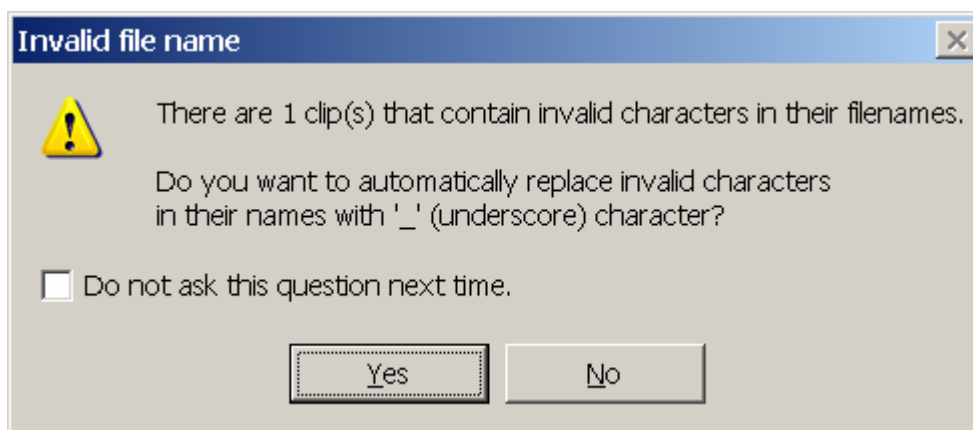 Invalid file name
There are 1 clip(s) that contain invalid characters in their filenames.
Do you want to automatically replace invalid characters
in their names with '_' (underscore) character?
Do not ask this question next time.
Yes
No